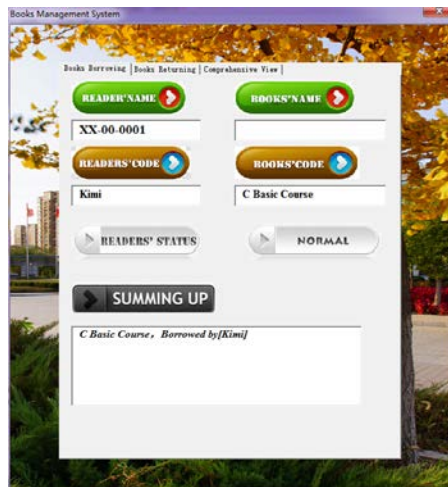 Books Management System
Books Borrowing | Books Returning | Comprehensive View |
READER'NAME BOOKS'NAME
XX-00-0001
READERS'CODE BOOKS'CODE
Kimi C Basic Course
READERS' STATUS NORMAL
SUMMING UP
C Basic Course，Borrowed by[Kimi]